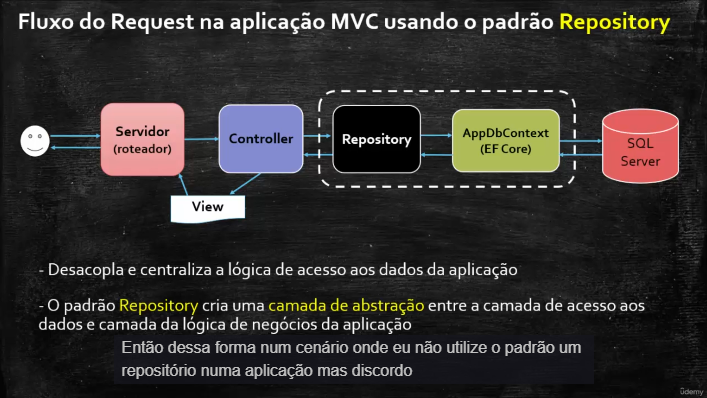 Fluxo do Request na aplicação MVC usando o padrão Repository
Servidor
(roteador)
Controller
Repository
AppDbContext
(EF Core)
SQL
Server
View
- Desacopla e centraliza a lógica de acesso aos dados da aplicação
- O padrão Repository cria uma camada de abstração entre a camada de acesso aos
dados e camada da lógica de negócios da aplicação
Então dessa forma num cenário onde eu não utilize o padrão um
repositório numa aplicação mas discordo
ûdemy